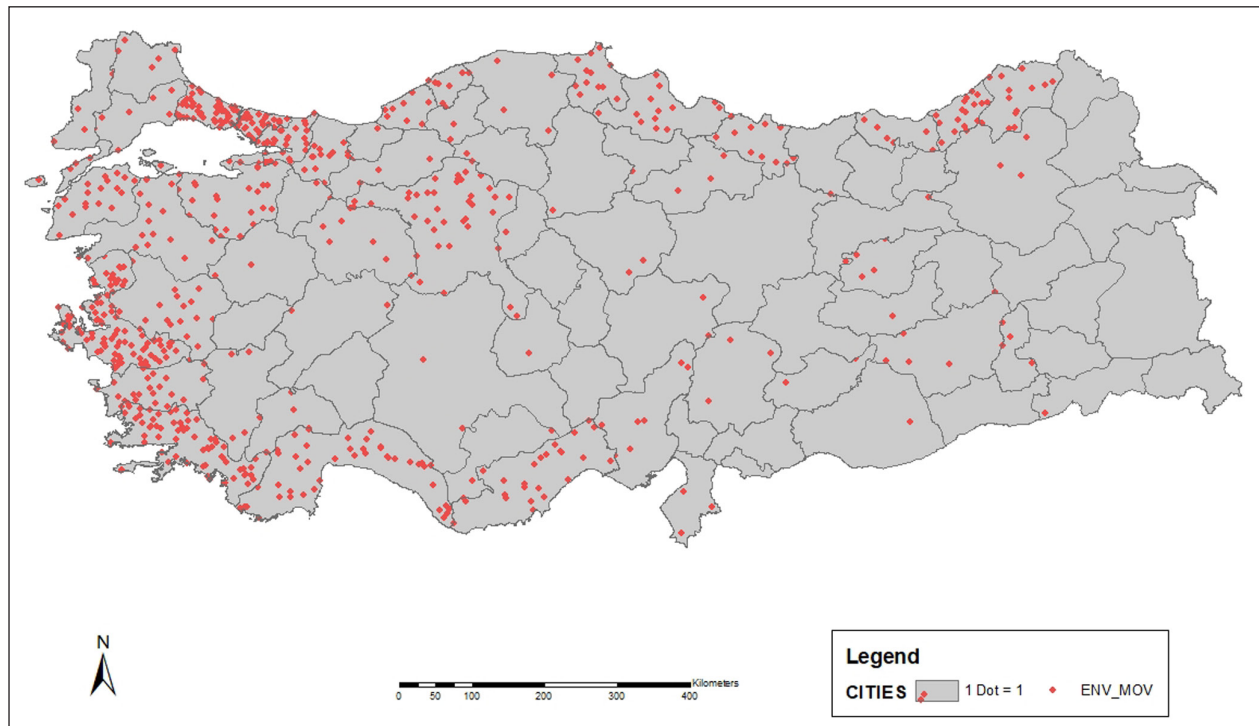 N
0 50 100 200 300 400
Kilometers
Legend
CITIES 1 Dot = 1 ENV_MOV